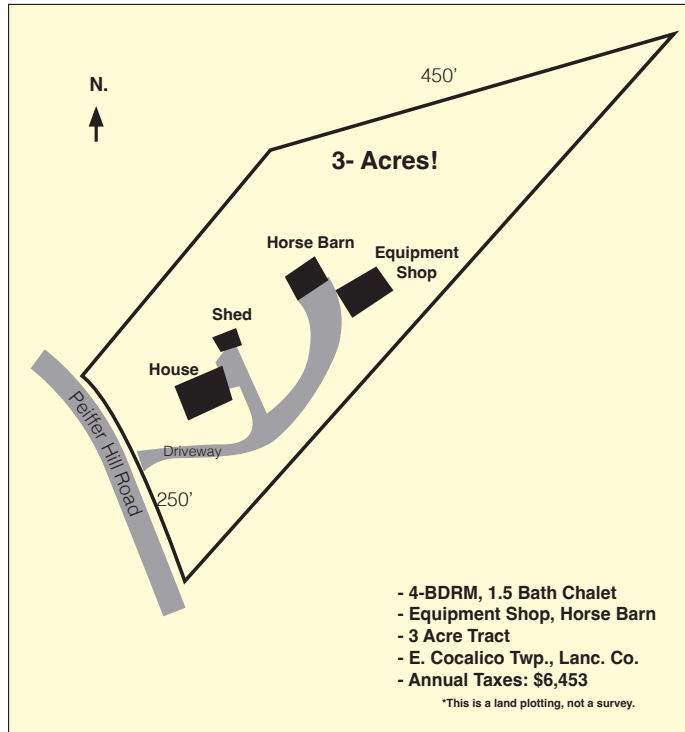 450’
N.
3- Acres!
Horse Barn
Equipment
Shop
Shed
House
Peiffer Hill Road
Driveway
250’
- 4-BDRM, 1.5 Bath Chalet
- Equipment Shop, Horse Barn
- 3 Acre Tract
- E. Cocalico Twp., Lanc. Co.
- Annual Taxes: $6,453
*This is a land plotting, not a survey.